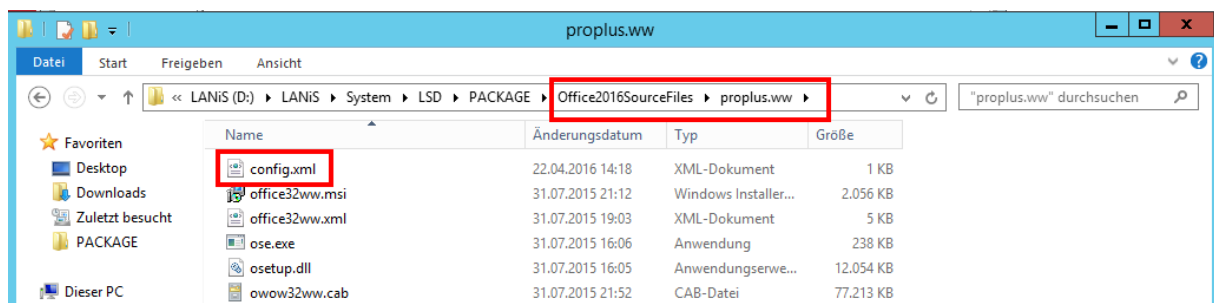 proplus.ww
Datei Start Freigeben Ansicht
« LANiS (D:) ▸ LANiS ▸ System ▸ LSD ▸ PACKAGE ▸ Office2016SourceFiles ▸ proplus.ww ▸ "proplus.ww" durchsuchen
Favoriten
Desktop
Downloads
Zuletzt besucht
PACKAGE
Dieser PC
Name Änderungsdatum Typ Größe
config.xml 22.04.2016 14:18 XML-Dokument 1 KB
office32ww.msi 31.07.2015 21:12 Windows Installer... 2.056 KB
office32ww.xml 31.07.2015 19:03 XML-Dokument 5 KB
ose.exe 31.07.2015 16:06 Anwendung 238 KB
osetup.dll 31.07.2015 16:05 Anwendungserwe... 12.054 KB
owow32ww.cab 31.07.2015 21:52 CAB-Datei 77.213 KB